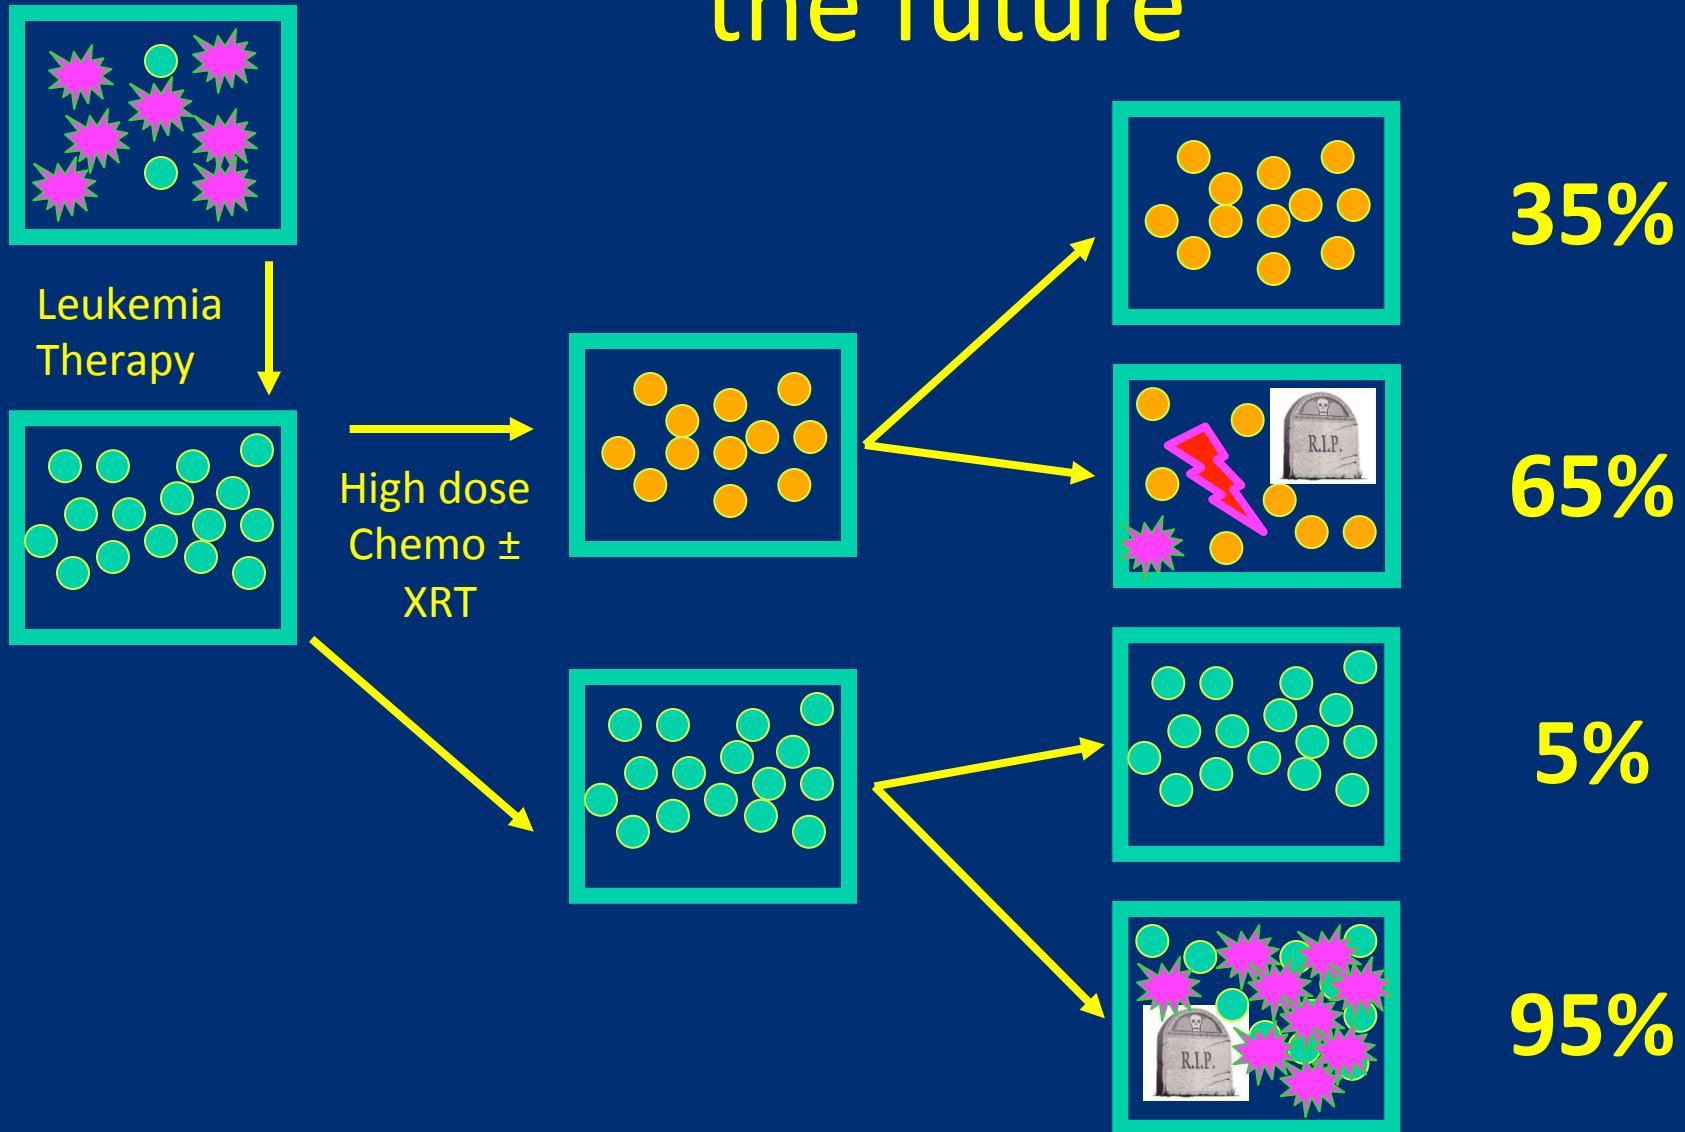 the future
Leukemia
Therapy
High dose
Chemo ±
XRT
35%
R.I.P.
65%
5%
R.I.P.
95%